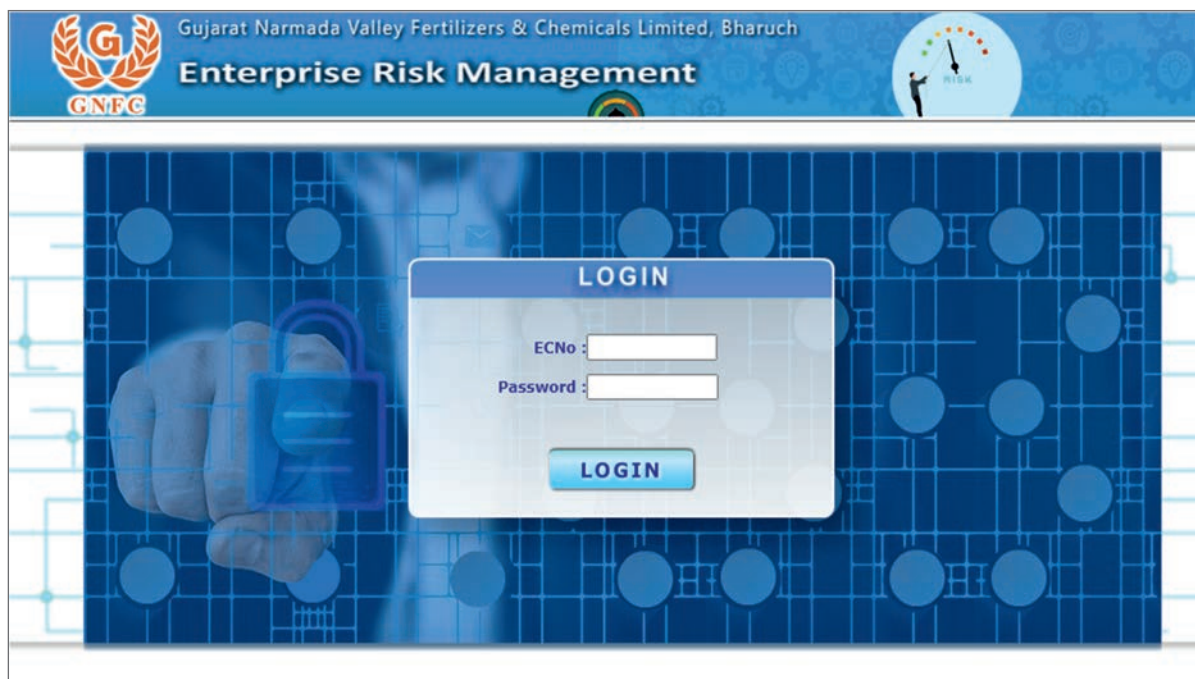 Gujarat Narmada Valley Fertilizers & Chemicals Limited, Bharuch
Enterprise Risk Management
G
GNFC
RISK
LOGIN
ECNo :
Password :
LOGIN